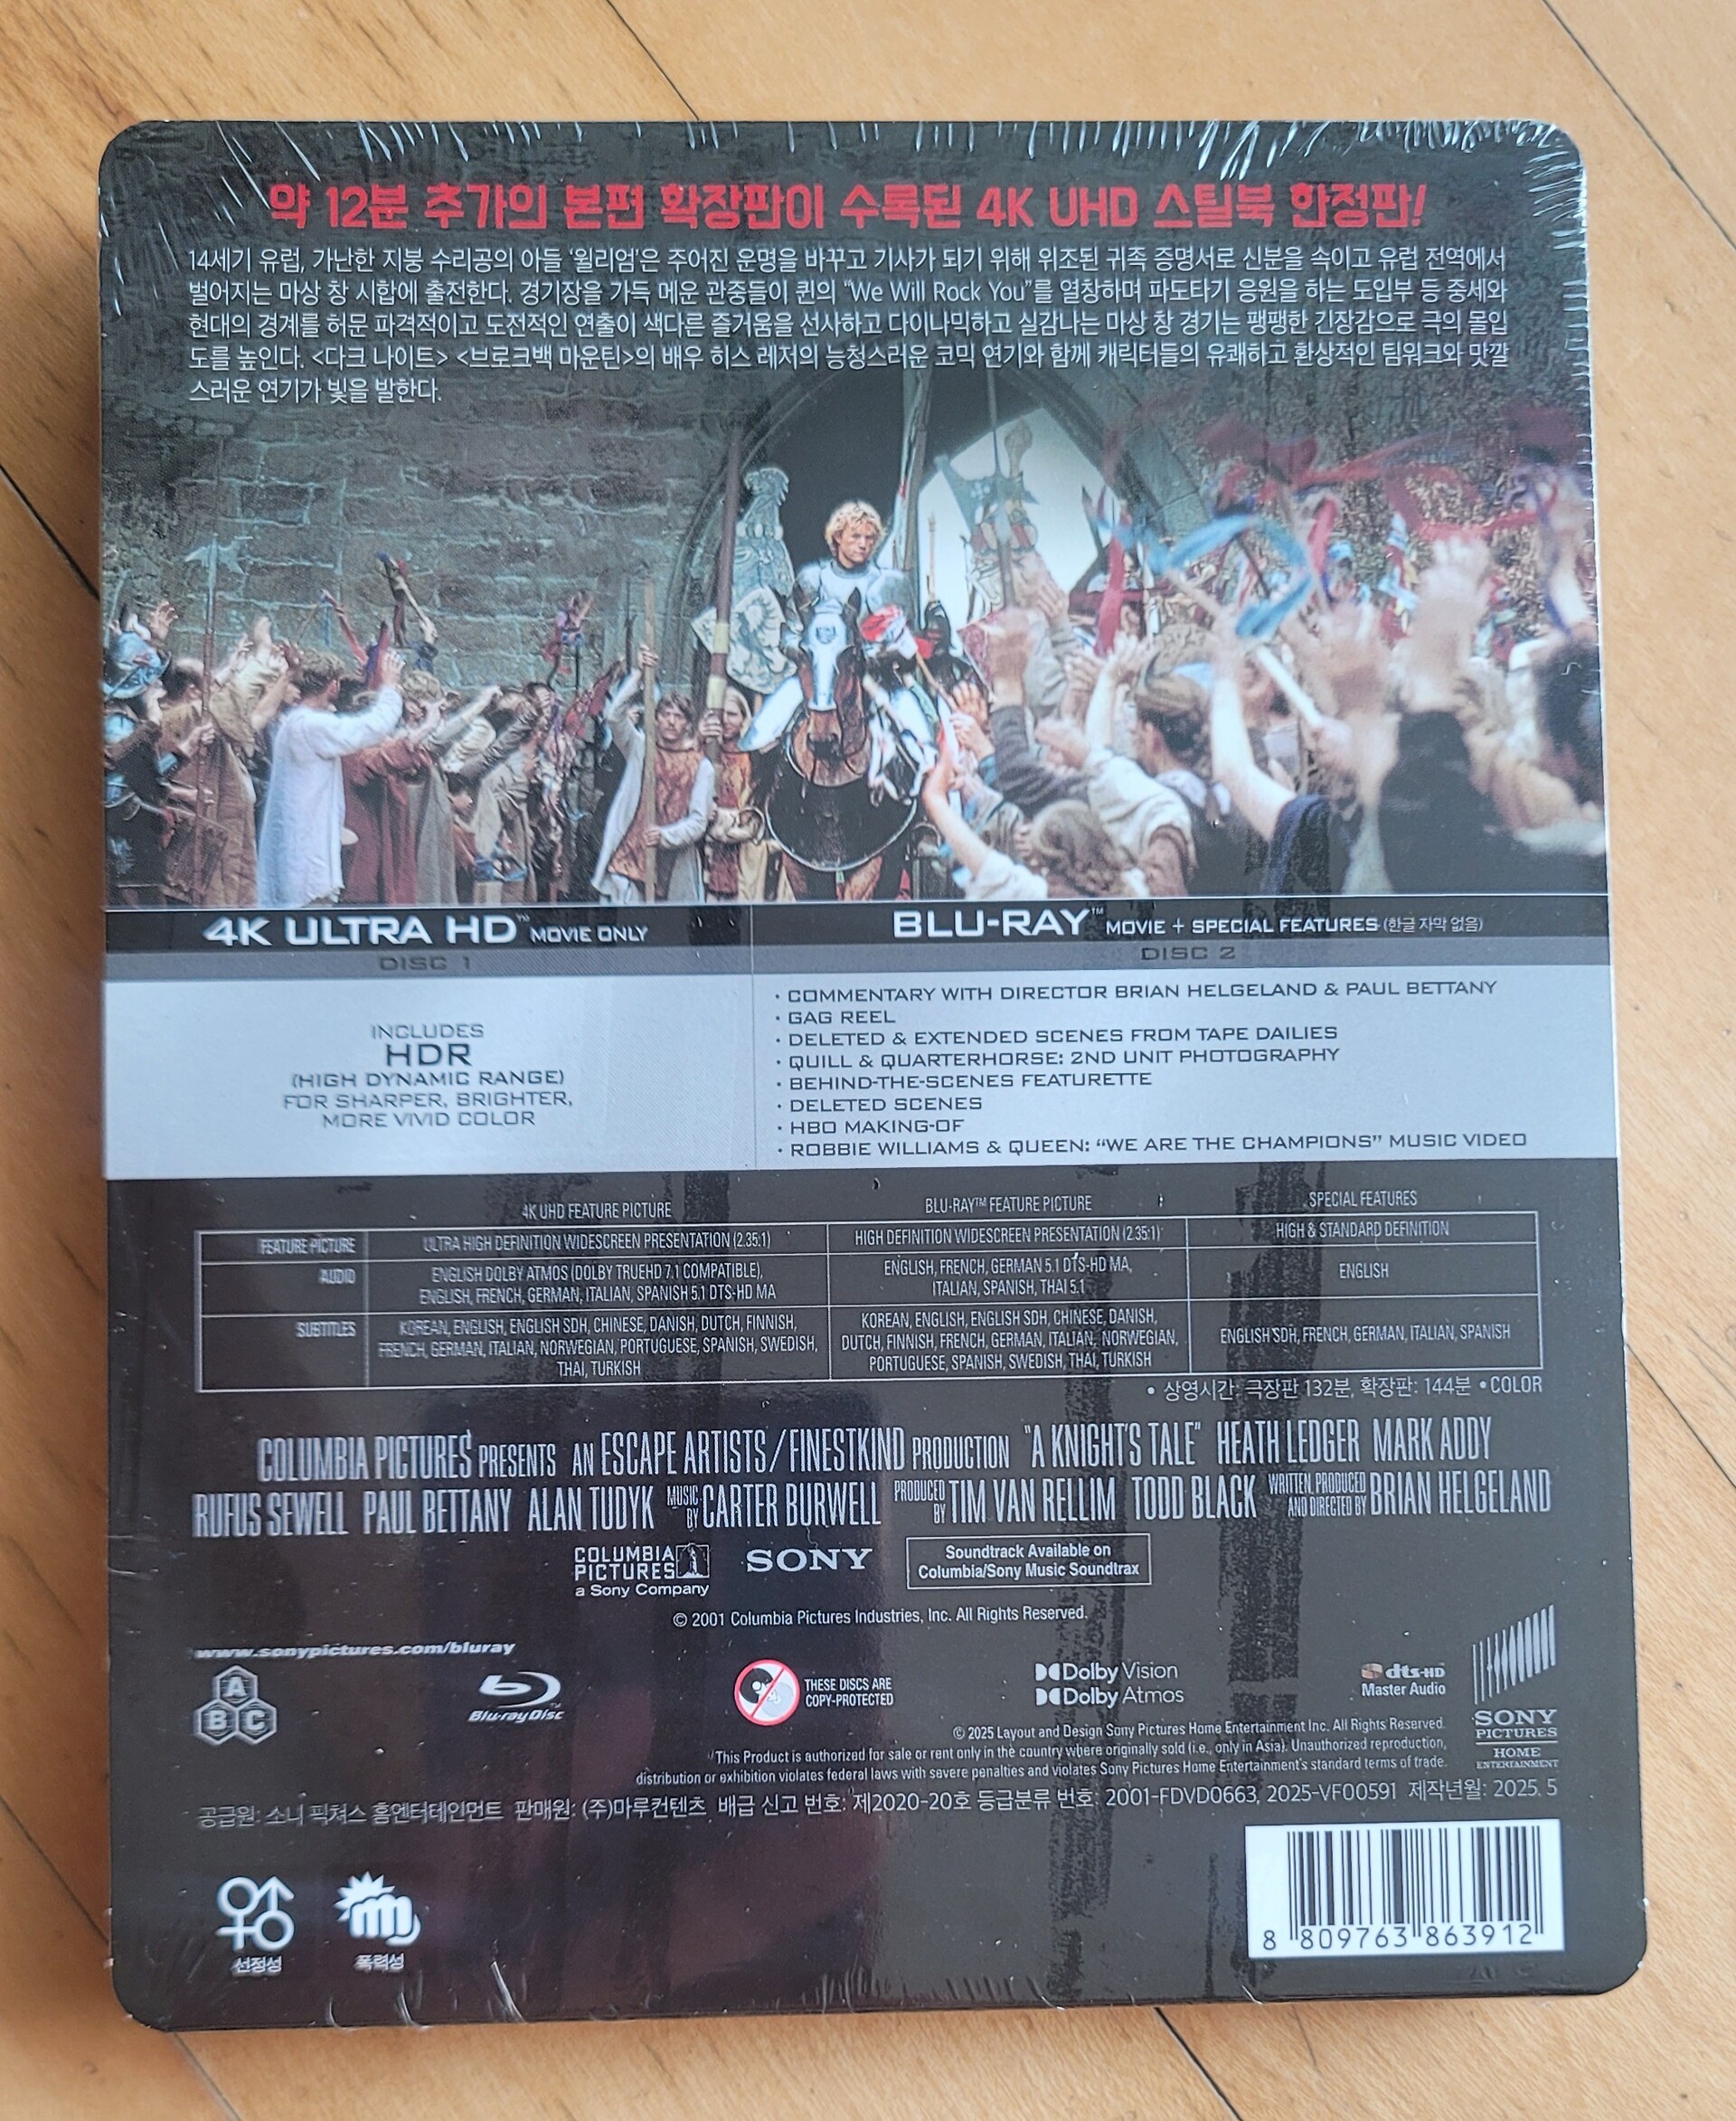 약 12분 추가의 본편 확장판이 수록된 4K UHD 스틸북 한정판!
14세기 유럽, 가난한 지붕 수리공의 아들 ‘윌리엄’은 주어진 운명을 바꾸고 기사가 되기 위해 위조된 귀족 증명서로 신분을 속이고 유럽 전역에서
벌어지는 마상 창 시합에 출전한다. 경기장을 가득 메운 관중들이 퀸의 “We Will Rock You”를 열창하며 파도타기 응원을 하는 도입부 등 중세와
현대의 경계를 허문 파격적이고 도전적인 연출이 색다른 즐거움을 선사하고 다이나믹하고 실감나는 마상 창 경기는 팽팽한 긴장감으로 극의 몰입
도를 높인다. <다크 나이트> <브로크백 마운틴>의 배우 히스 레저의 능청스러운 코믹 연기와 함께 캐릭터들의 유쾌하고 환상적인 팀워크와 맛깔
스러운 연기가 빛을 발한다.
4K ULTRA HD™ MOVIE ONLY
DISC 1
INCLUDES
HDR
(HIGH DYNAMIC RANGE)
FOR SHARPER, BRIGHTER,
MORE VIVID COLOR
BLU-RAY™ MOVIE + SPECIAL FEATURES (한글 자막 없음)
DISC 2
• COMMENTARY WITH DIRECTOR BRIAN HELGELAND & PAUL BETTANY
• GAG REEL
• DELETED & EXTENDED SCENES FROM TAPE DAILIES
• QUILL & QUARTERHORSE: 2ND UNIT PHOTOGRAPHY
• BEHIND-THE-SCENES FEATURETTE
• DELETED SCENES
• HBO MAKING-OF
• ROBBIE WILLIAMS & QUEEN: “WE ARE THE CHAMPIONS” MUSIC VIDEO
4K UHD FEATURE PICTURE BLU-RAY™ FEATURE PICTURE SPECIAL FEATURES
FEATURE PICTURE
ULTRA HIGH DEFINITION WIDESCREEN PRESENTATION (2.35:1)
HIGH DEFINITION WIDESCREEN PRESENTATION (2.35:1)
HIGH & STANDARD DEFINITION
AUDIO
ENGLISH DOLBY ATMOS (DOLBY TRUEHD 7.1 COMPATIBLE),
ENGLISH, FRENCH, GERMAN, ITALIAN, SPANISH 5.1 DTS-HD MA
ENGLISH, FRENCH, GERMAN 5.1 DTS-HD MA,
ITALIAN, SPANISH, THAI 5.1
ENGLISH
SUBTITLES
KOREAN, ENGLISH, ENGLISH SDH, CHINESE, DANISH, DUTCH, FINNISH,
FRENCH, GERMAN, ITALIAN, NORWEGIAN, PORTUGUESE, SPANISH, SWEDISH,
THAI, TURKISH
KOREAN, ENGLISH, ENGLISH SDH, CHINESE, DANISH,
DUTCH, FINNISH, FRENCH, GERMAN, ITALIAN, NORWEGIAN,
PORTUGUESE, SPANISH, SWEDISH, THAI, TURKISH
ENGLISH SDH, FRENCH, GERMAN, ITALIAN, SPANISH
• 상영시간: 극장판 132분, 확장판: 144분 • COLOR
COLUMBIA PICTURES PRESENTS AN ESCAPE ARTISTS / FINESTKIND PRODUCTION "A KNIGHT'S TALE" HEATH LEDGER MARK ADDY
RUFUS SEWELL PAUL BETTANY ALAN TUDYK MUSIC BY CARTER BURWELL PRODUCED BY TIM VAN RELLIM TODD BLACK WRITTEN, PRODUCED AND DIRECTED BY BRIAN HELGELAND
COLUMBIA
PICTURES
a Sony Company
SONY
Soundtrack Available on
Columbia/Sony Music Soundtrax
© 2001 Columbia Pictures Industries, Inc. All Rights Reserved.
www.sonypictures.com/bluray
A
B C
Blu-ray Disc™
THESE DISCS ARE
COPY-PROTECTED
Dolby Vision
Dolby Atmos
dts-HD
Master Audio
SONY
PICTURES
HOME
ENTERTAINMENT
© 2025 Layout and Design Sony Pictures Home Entertainment Inc. All Rights Reserved.
This Product is authorized for sale or rent only in the country where originally sold (i.e., only in Asia). Unauthorized reproduction,
distribution or exhibition violates federal laws with severe penalties and violates Sony Pictures Home Entertainment's standard terms of trade.
공급원: 소니 픽쳐스 홈엔터테인먼트 판매원: (주)마루컨텐츠 배급 신고 번호: 제2020-20호 등급분류 번호: 2001-FDVD0663, 2025-VF00591 제작년월: 2025. 5
선정성
폭력성
8 809763 863912